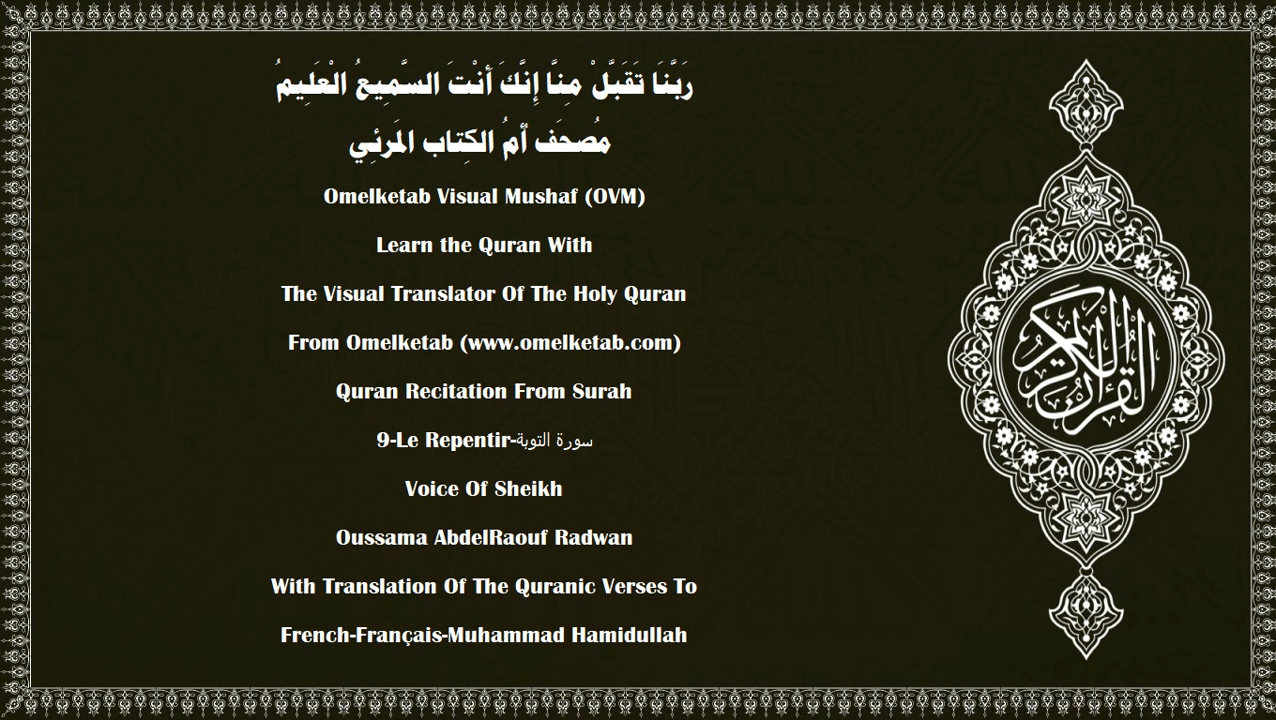 رَبَّنَا تَقَبَّلْ مِنَّا إِنَّكَ أَنْتَ السَّمِيعُ الْعَلِيمُ
مُصحَف أمُ الكِتاب المَرئِي
Omelketab Visual Mushaf (OVM)
Learn the Quran With
The Visual Translator Of The Holy Quran
From Omelketab (www.omelketab.com)
Quran Recitation From Surah
9-Le Repentir-سورة التوبة
Voice Of Sheikh
Oussama AbdelRaouf Radwan
With Translation Of The Quranic Verses To
French-Français-Muhammad Hamidullah
القرآن الكريم